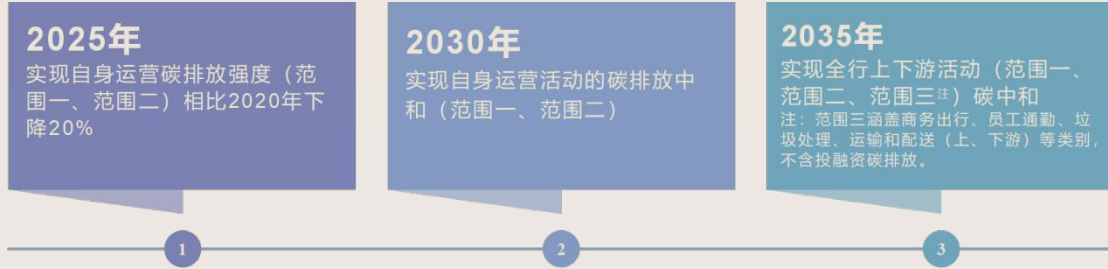 2025年
实现自身运营碳排放强度（范
围一、范围二）相比2020年下
降20%
2030年
实现自身运营活动的碳排放中
和（范围一、范围二）
2035年
实现全行上下游活动（范围一、
范围二、范围三注）碳中和
注：范围三涵盖商务出行、员工通勤、垃
圾处理、运输和配送（上、下游）等类别，
不含投融资碳排放。
1
2
3